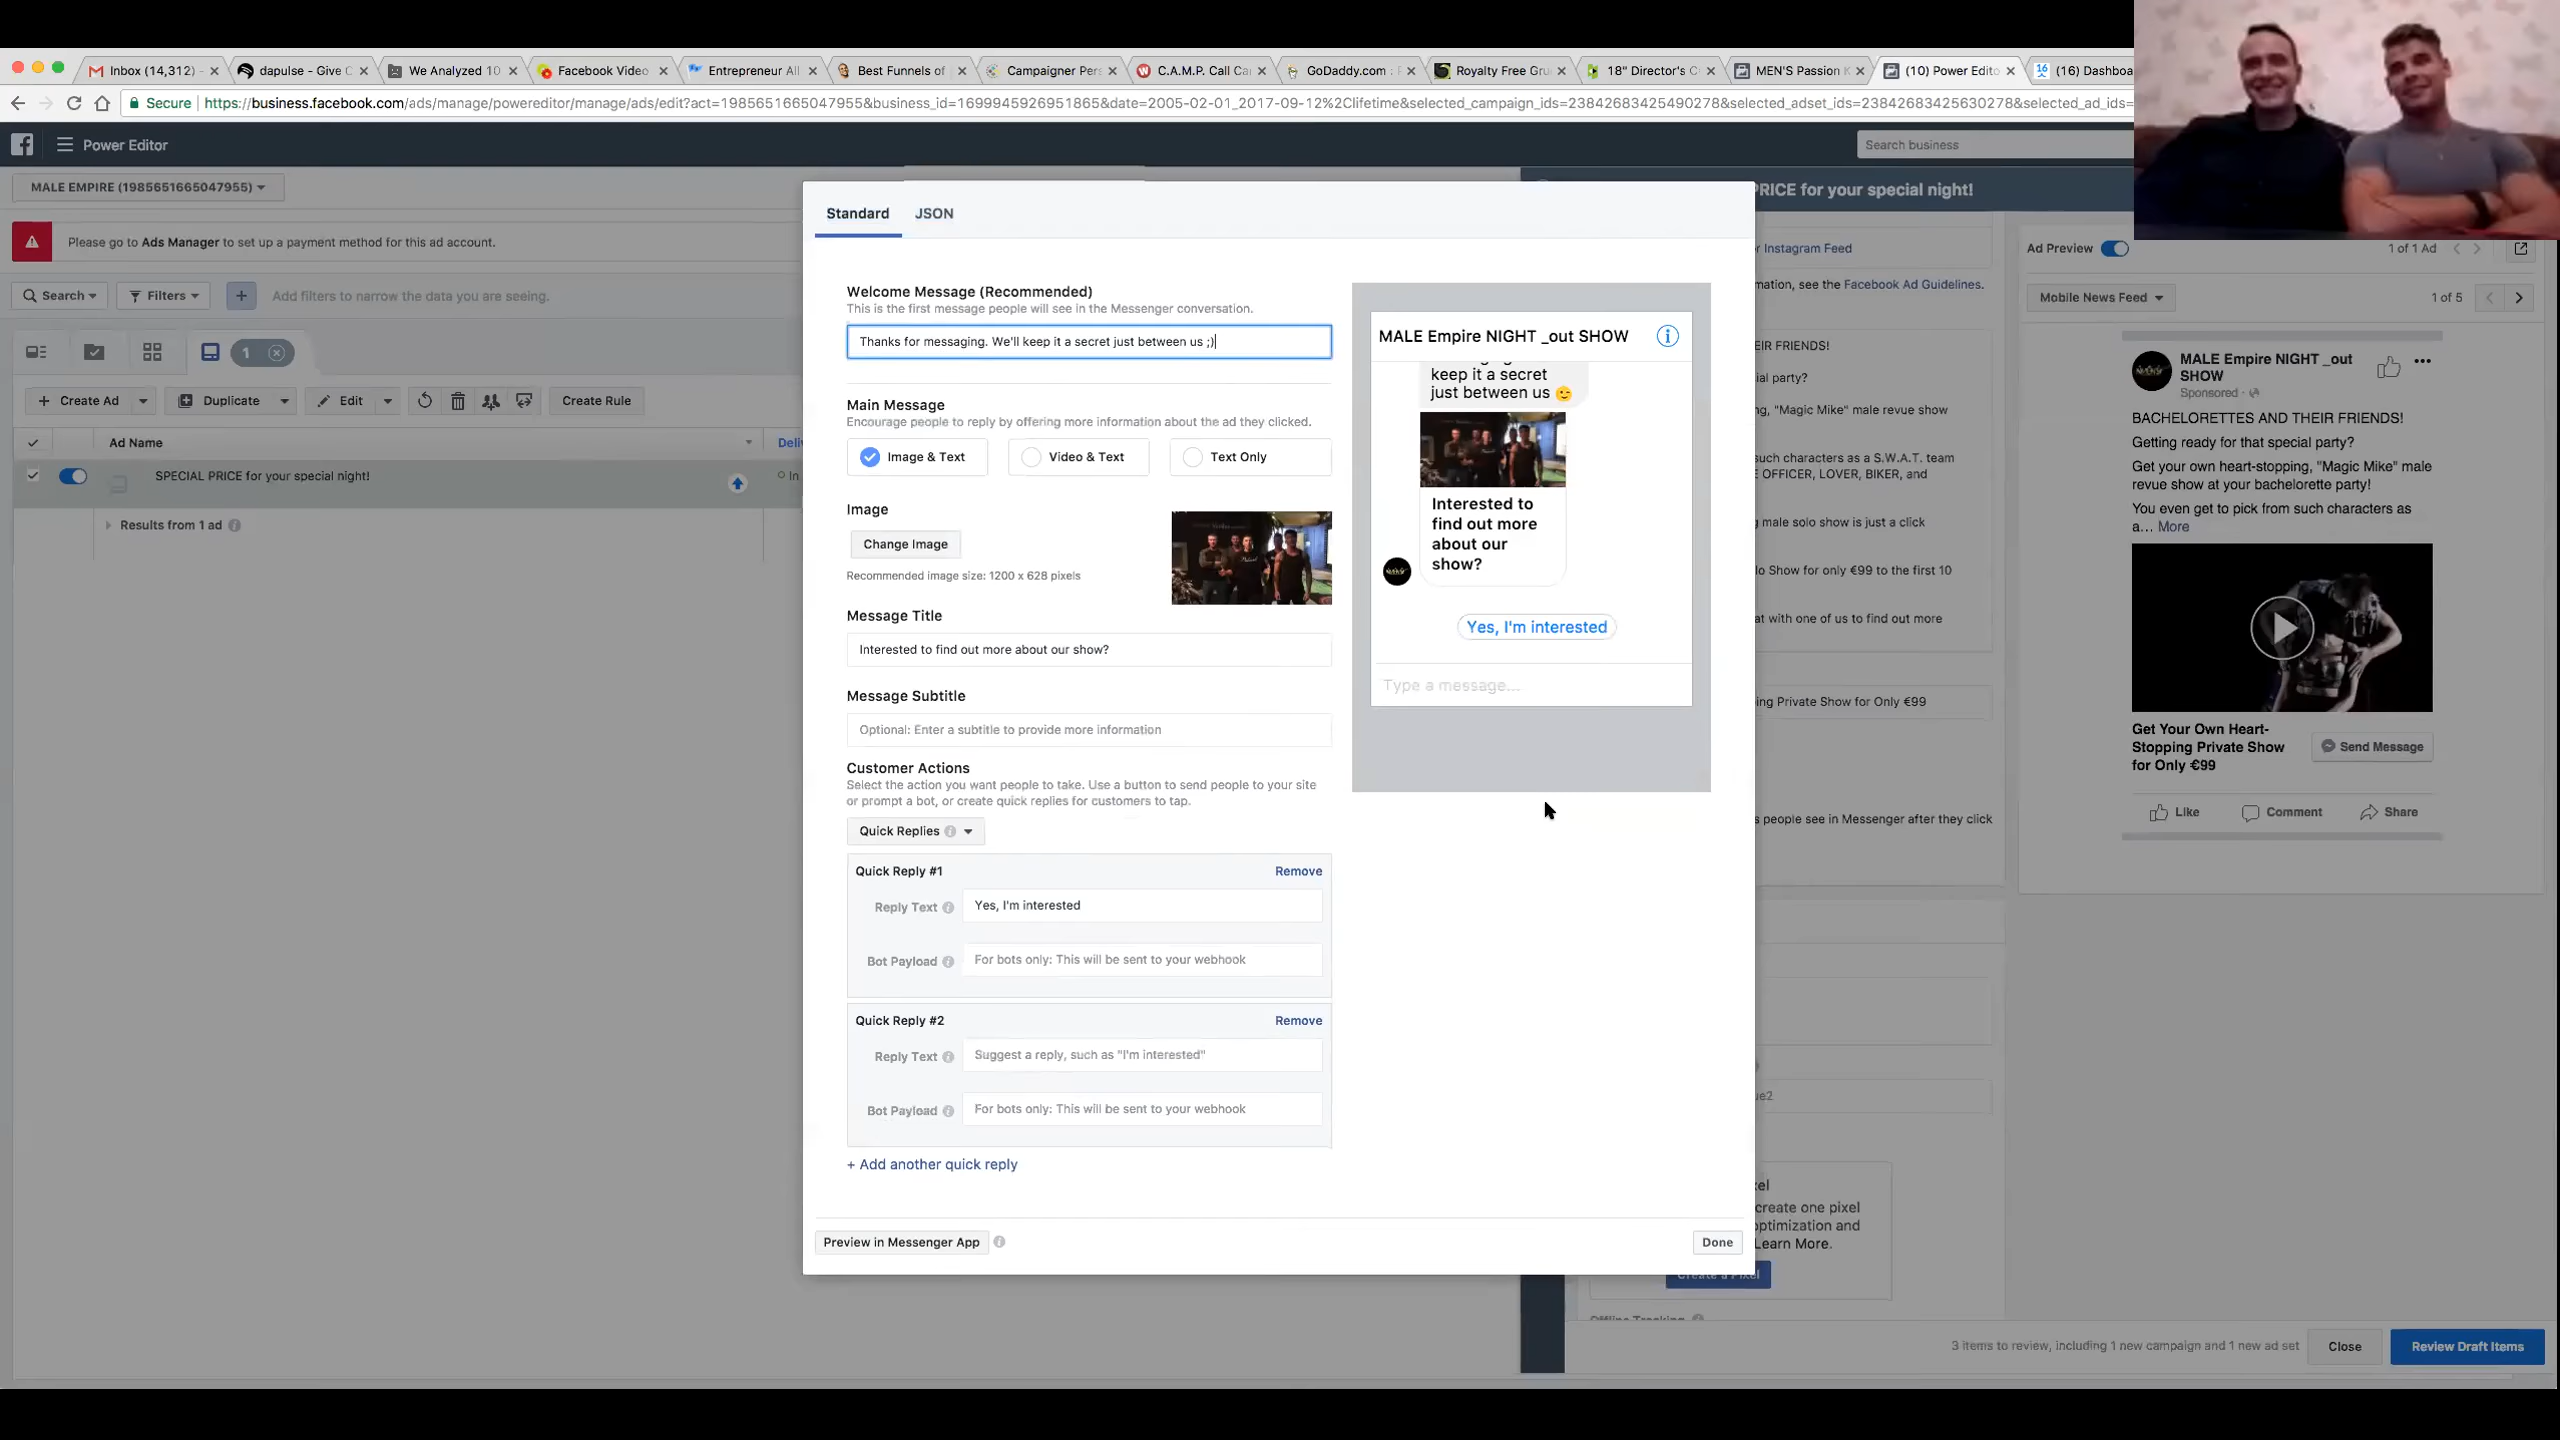 Inbox (14,312) -
dapulse - Give C
We Analyzed 10
Facebook Video
Entrepreneur All
Best Funnels of
Campaigner Pers
C.A.M.P. Call Ca
GoDaddy.com :
Royalty Free Gru
18" Director's C
MEN'S Passion
(10) Power Edito
(16) Dashboa
Secure
https://business.facebook.com/ads/manage/powereditor/manage/ads/edit?act=1985651665047955&business_id=1699945926951865&date=2005-02-01_2017-09-12%2Clifetime&selected_campaign_ids=23842683425490278&selected_adset_ids=23842683425630278&selected_ad_ids=
Power Editor
Search business
MALE EMPIRE (1985651665047955)
Please go to Ads Manager to set up a payment method for this ad account.
Search
Filters
Add filters to narrow the data you are seeing.
1
Create Ad
Duplicate
Edit
Create Rule
Ad Name
Deli
SPECIAL PRICE for your special night!
In
Results from 1 ad
Standard
JSON
Welcome Message (Recommended)
This is the first message people will see in the Messenger conversation.
Thanks for messaging. We'll keep it a secret just between us ;)
Main Message
Encourage people to reply by offering more information about the ad they clicked.
Image & Text
Video & Text
Text Only
Image
Change Image
Recommended image size: 1200 x 628 pixels
Message Title
Interested to find out more about our show?
Message Subtitle
Optional: Enter a subtitle to provide more information
Customer Actions
Select the action you want people to take. Use a button to send people to your site
or prompt a bot, or create quick replies for customers to tap.
Quick Replies
Quick Reply #1
Remove
Reply Text
Yes, I'm interested
Bot Payload
For bots only: This will be sent to your webhook
Quick Reply #2
Remove
Reply Text
Suggest a reply, such as "I'm interested"
Bot Payload
For bots only: This will be sent to your webhook
+ Add another quick reply
Preview in Messenger App
Done
MALE Empire NIGHT _out SHOW
keep it a secret
just between us
Interested to
find out more
about our
show?
Yes, I'm interested
Type a message...
PRICE for your special night!
Instagram Feed
mation, see the Facebook Ad Guidelines.
IR FRIENDS!
ial party?
ng, "Magic Mike" male revue show
such characters as a S.W.A.T. team
OFFICER, LOVER, BIKER, and
g male solo show is just a click
lo Show for only €99 to the first 10
at with one of us to find out more
ing Private Show for Only €99
s people see in Messenger after they click
ue2
xel
create one pixel
optimization and
Learn More.
Create a Pixel
Offline Tracking
Ad Preview
1 of 1 Ad
Mobile News Feed
1 of 5
MALE Empire NIGHT _out
SHOW
Sponsored ·
BACHELORETTES AND THEIR FRIENDS!
Getting ready for that special party?
Get your own heart-stopping, "Magic Mike" male
revue show at your bachelorette party!
You even get to pick from such characters as
a... More
Get Your Own Heart-
Stopping Private Show
for Only €99
Send Message
Like
Comment
Share
3 items to review, including 1 new campaign and 1 new ad set
Close
Review Draft Items